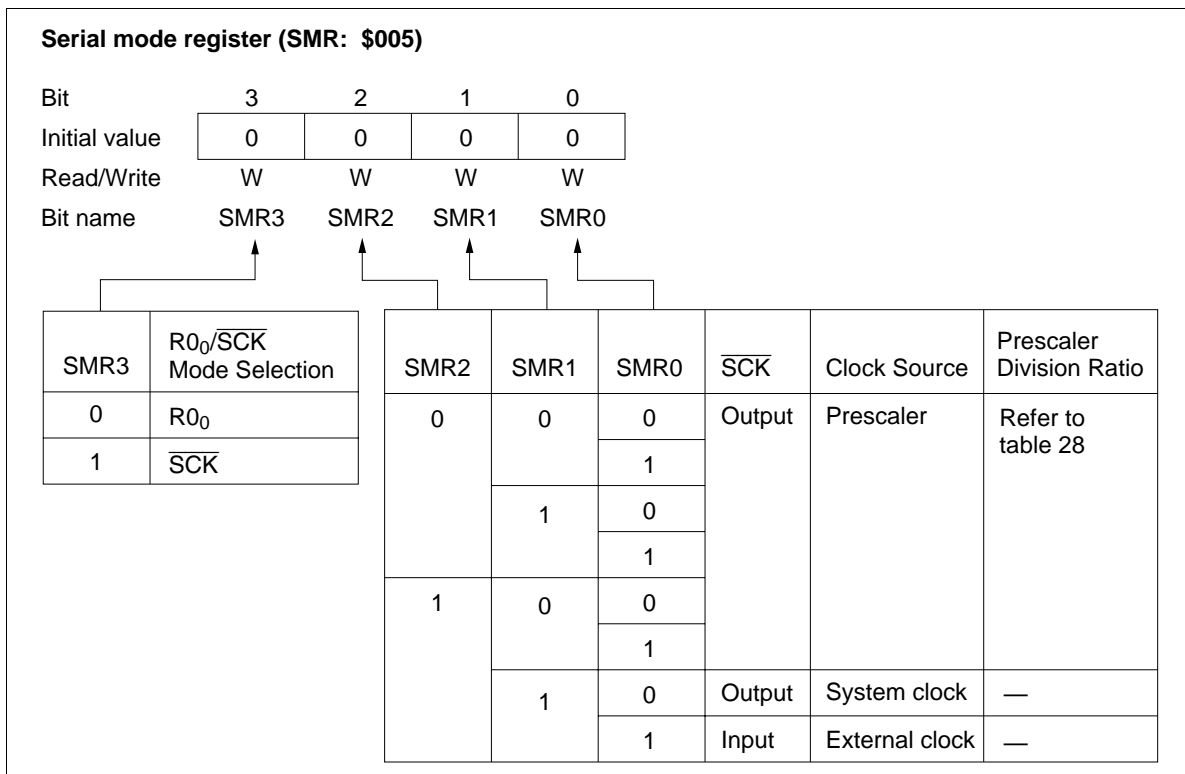 Serial mode register (SMR: $005)
Bit 3 2 1 0
Initial value 0 0 0 0
Read/Write W W W W
Bit name SMR3 SMR2 SMR1 SMR0
SMR3 R0₀/S̅C̅K̅ Mode Selection
0 R0₀
1 S̅C̅K̅
SMR2 SMR1 SMR0 S̅C̅K̅ Clock Source Prescaler Division Ratio
0 0 0 Output Prescaler Refer to table 28
1
1 0
1
1 0 0
1
1 0 Output System clock —
1 Input External clock —